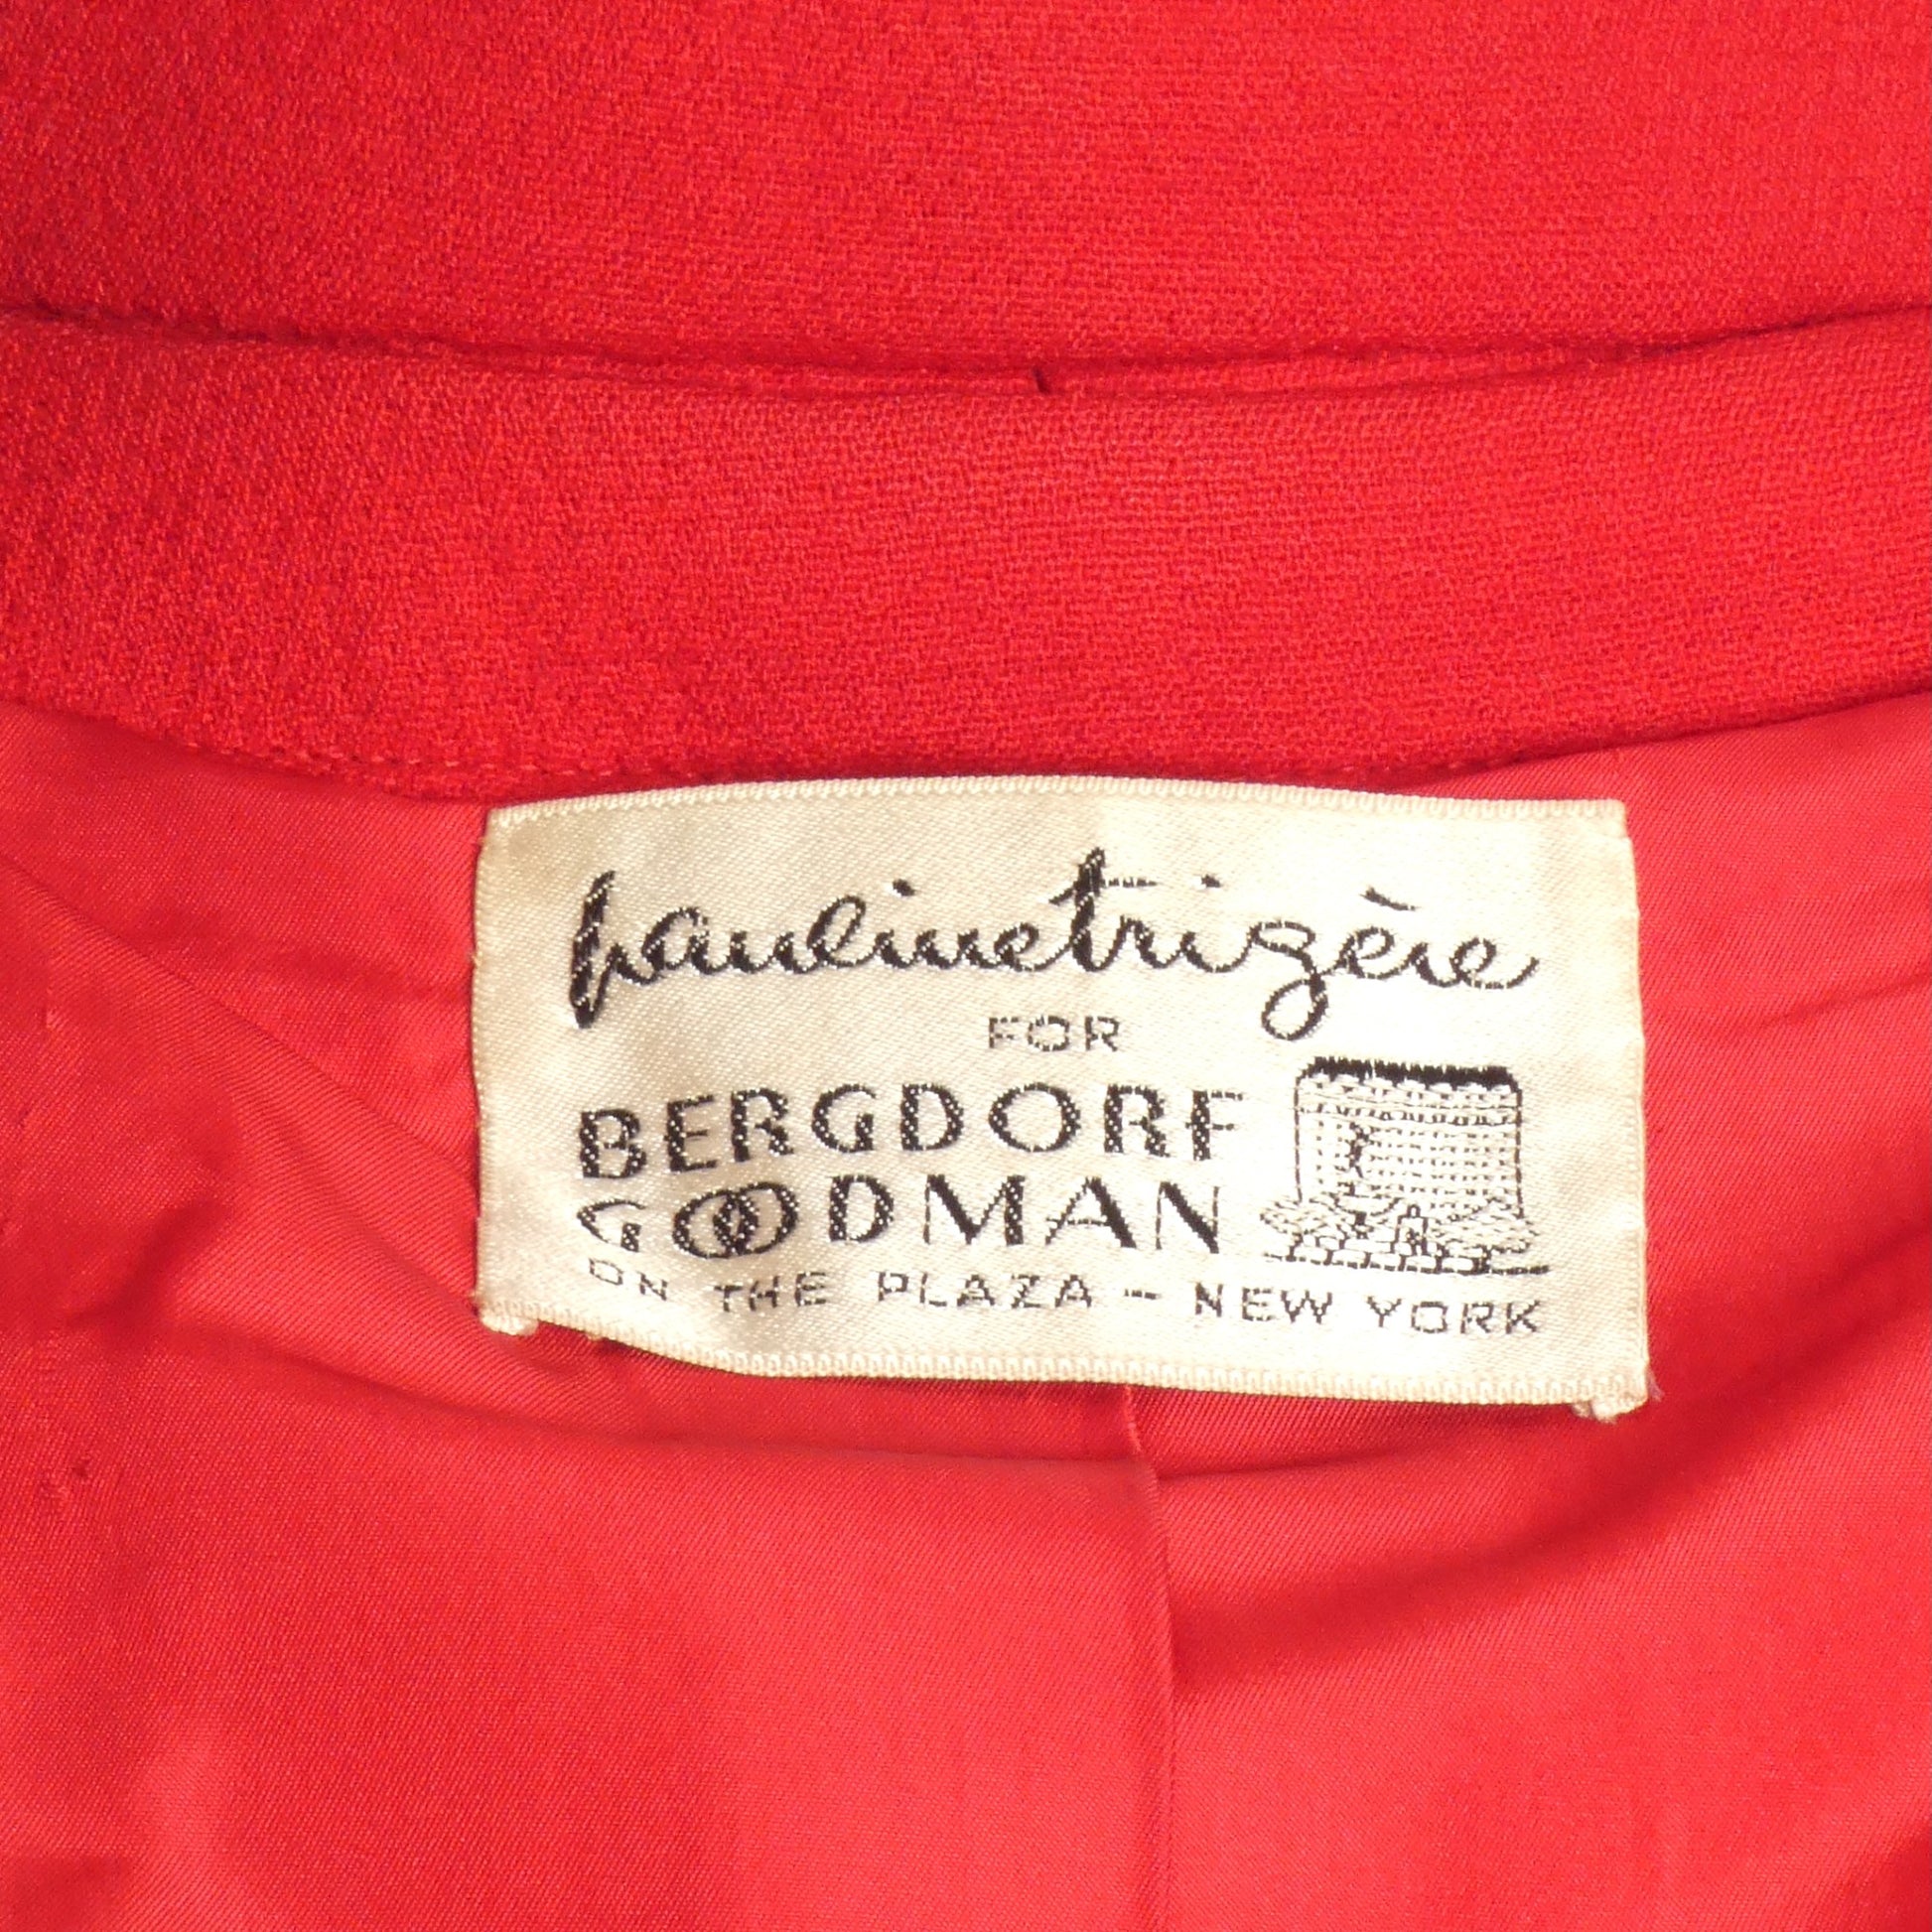 paulinetrigère
FOR
BERGDORF
GOODMAN
ON THE PLAZA – NEW YORK